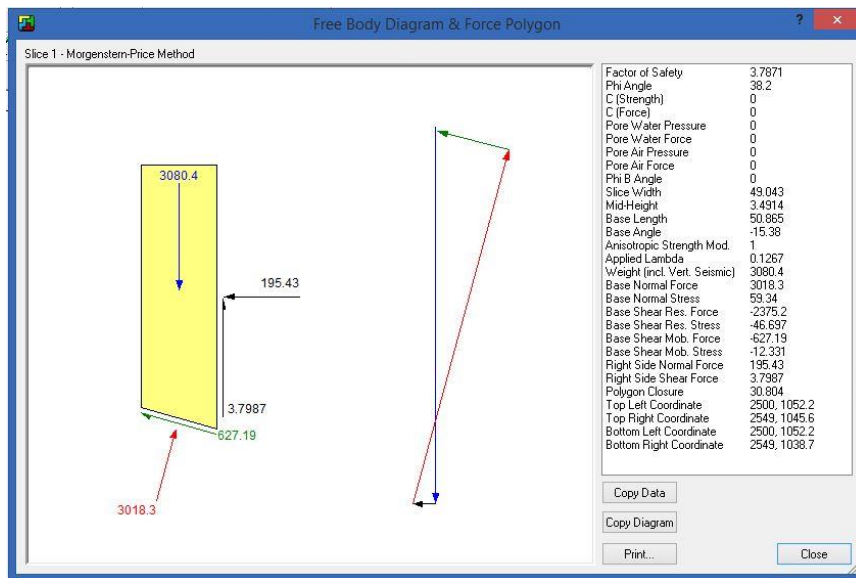 Free Body Diagram & Force Polygon
?
Slice 1 - Morgenstern-Price Method
3080.4
195.43
3.7987
627.19
3018.3
Factor of Safety 3.7871
Phi Angle 38.2
C (Strength) 0
C (Force) 0
Pore Water Pressure 0
Pore Water Force 0
Pore Air Pressure 0
Pore Air Force 0
Phi B Angle 0
Slice Width 49.043
Mid-Height 3.4914
Base Length 50.865
Base Angle -15.38
Anisotropic Strength Mod. 1
Applied Lambda 0.1267
Weight (incl. Vert. Seismic) 3080.4
Base Normal Force 3018.3
Base Normal Stress 59.34
Base Shear Res. Force -2375.2
Base Shear Res. Stress -46.697
Base Shear Mob. Force -627.19
Base Shear Mob. Stress -12.331
Right Side Normal Force 195.43
Right Side Shear Force 3.7987
Polygon Closure 30.804
Top Left Coordinate 2500, 1052.2
Top Right Coordinate 2549, 1045.6
Bottom Left Coordinate 2500, 1052.2
Bottom Right Coordinate 2549, 1038.7
Copy Data
Copy Diagram
Print...
Close